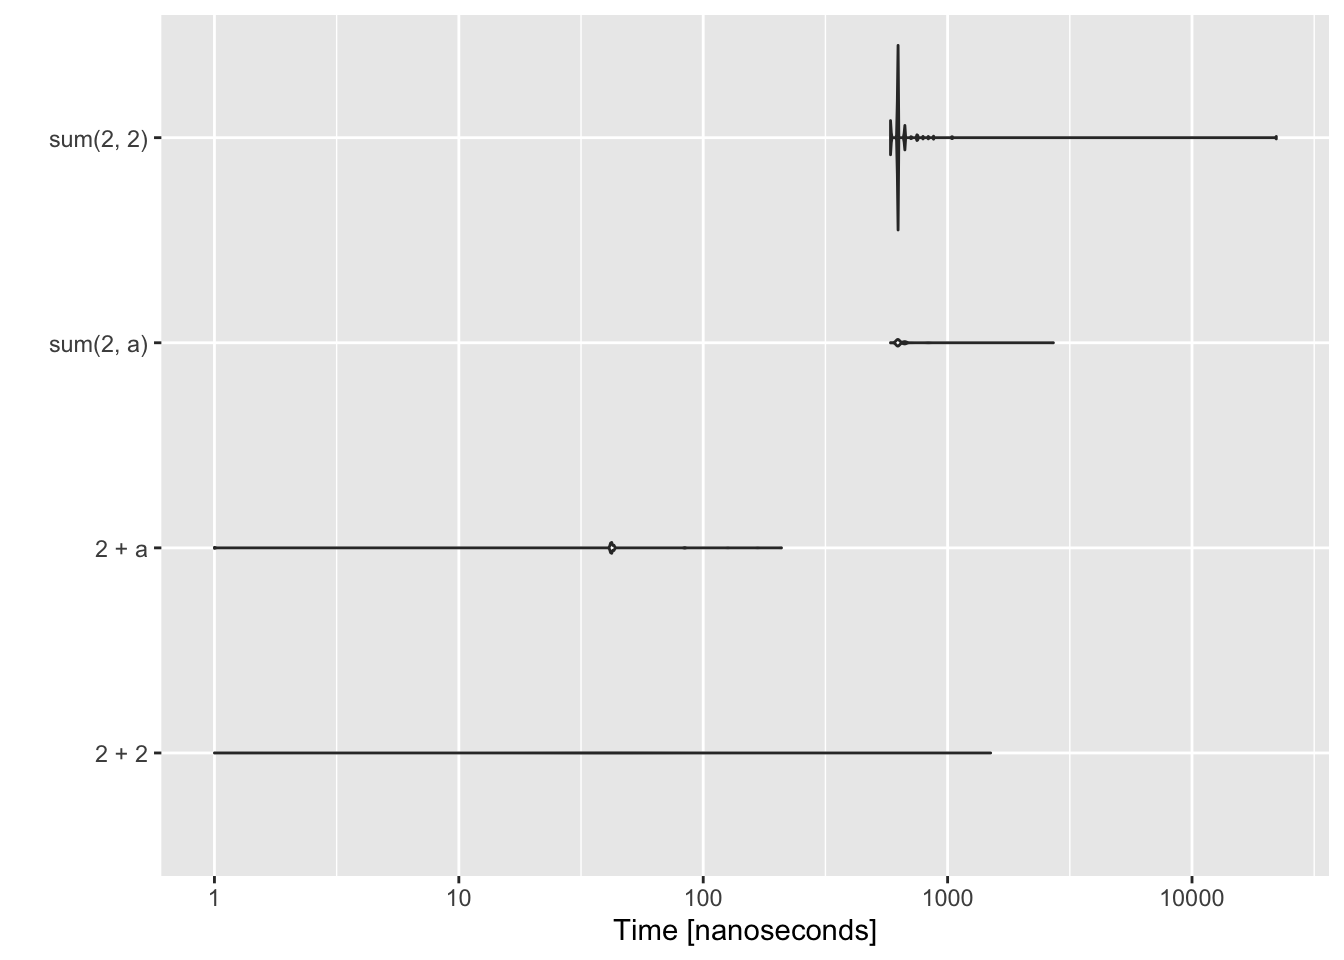 sum(2, 2)
sum(2, a)
2 + a
2 + 2
1 10 100 1000 10000
Time [nanoseconds]